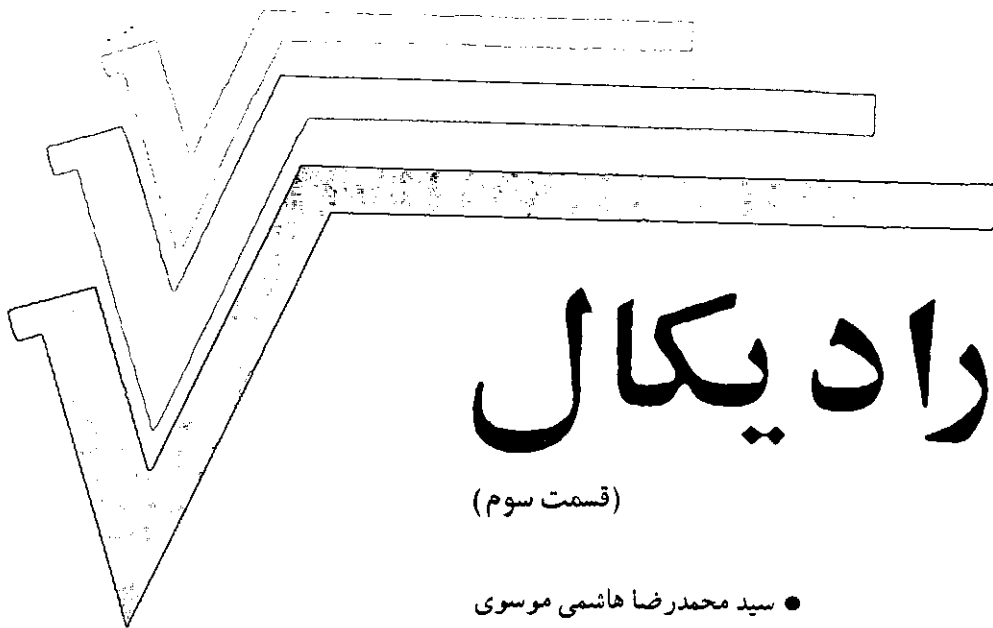 رادیکال
(قسمت سوم)
● سید محمدرضا هاشمی موسوی